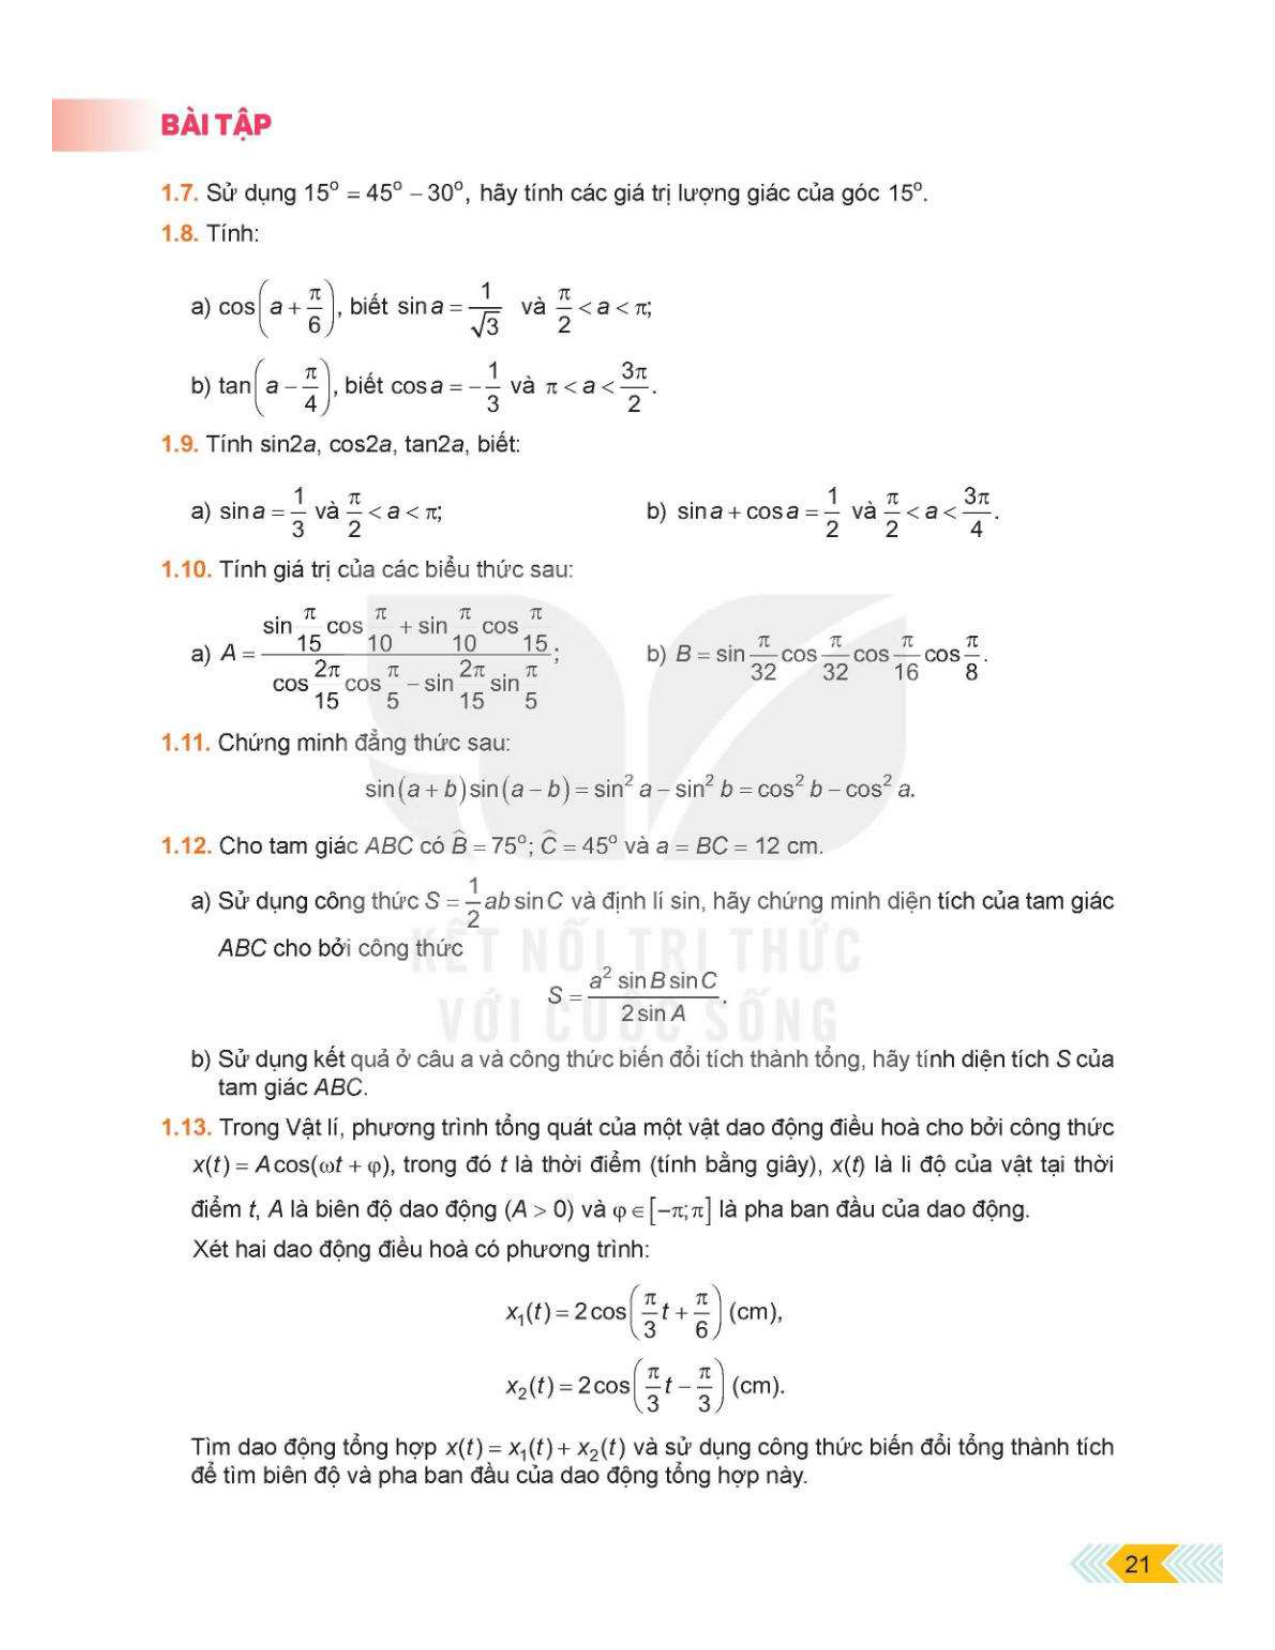 BÀI TẬP
1.7. Sử dụng 15° = 45° – 30°, hãy tính các giá trị lượng giác của góc 15°.
1.8. Tính:
a) cos(a + π/6), biết sin a = 1/√3 và π/2 < a < π;
b) tan(a − π/4), biết cos a = −1/3 và π < a < 3π/2.
1.9. Tính sin2a, cos2a, tan2a, biết:
a) sin a = 1/3 và π/2 < a < π; b) sin a + cos a = 1/2 và π/2 < a < 3π/4.
1.10. Tính giá trị của các biểu thức sau:
a) A = (sin π/15 cos π/10 + sin π/10 cos π/15) / (cos 2π/15 cos π/5 − sin 2π/15 sin π/5); b) B = sin π/32 cos π/32 cos π/16 cos π/8.
1.11. Chứng minh đẳng thức sau:
sin(a + b)sin(a − b) = sin² a − sin² b = cos² b − cos² a.
1.12. Cho tam giác ABC có B̂ = 75°; Ĉ = 45° và a = BC = 12 cm.
a) Sử dụng công thức S = 1/2 ab sin C và định lí sin, hãy chứng minh diện tích của tam giác
ABC cho bởi công thức
S = (a² sin B sin C) / (2 sin A).
KẾT NỐI TRI THỨC
VỚI CUỘC SỐNG
b) Sử dụng kết quả ở câu a và công thức biến đổi tích thành tổng, hãy tính diện tích S của
tam giác ABC.
1.13. Trong Vật lí, phương trình tổng quát của một vật dao động điều hoà cho bởi công thức
x(t) = A cos(ωt + φ), trong đó t là thời điểm (tính bằng giây), x(t) là li độ của vật tại thời
điểm t, A là biên độ dao động (A > 0) và φ ∈ [−π; π] là pha ban đầu của dao động.
Xét hai dao động điều hoà có phương trình:
x₁(t) = 2cos(π/3 t + π/6) (cm),
x₂(t) = 2cos(π/3 t − π/3) (cm).
Tìm dao động tổng hợp x(t) = x₁(t) + x₂(t) và sử dụng công thức biến đổi tổng thành tích
để tìm biên độ và pha ban đầu của dao động tổng hợp này.
21